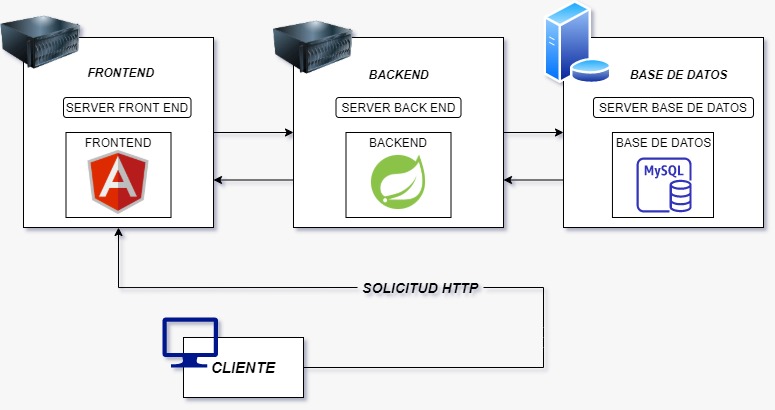 FRONTEND
SERVER FRONT END
FRONTEND
A
BACKEND
SERVER BACK END
BACKEND
BASE DE DATOS
SERVER BASE DE DATOS
BASE DE DATOS
MySQL
SOLICITUD HTTP
CLIENTE